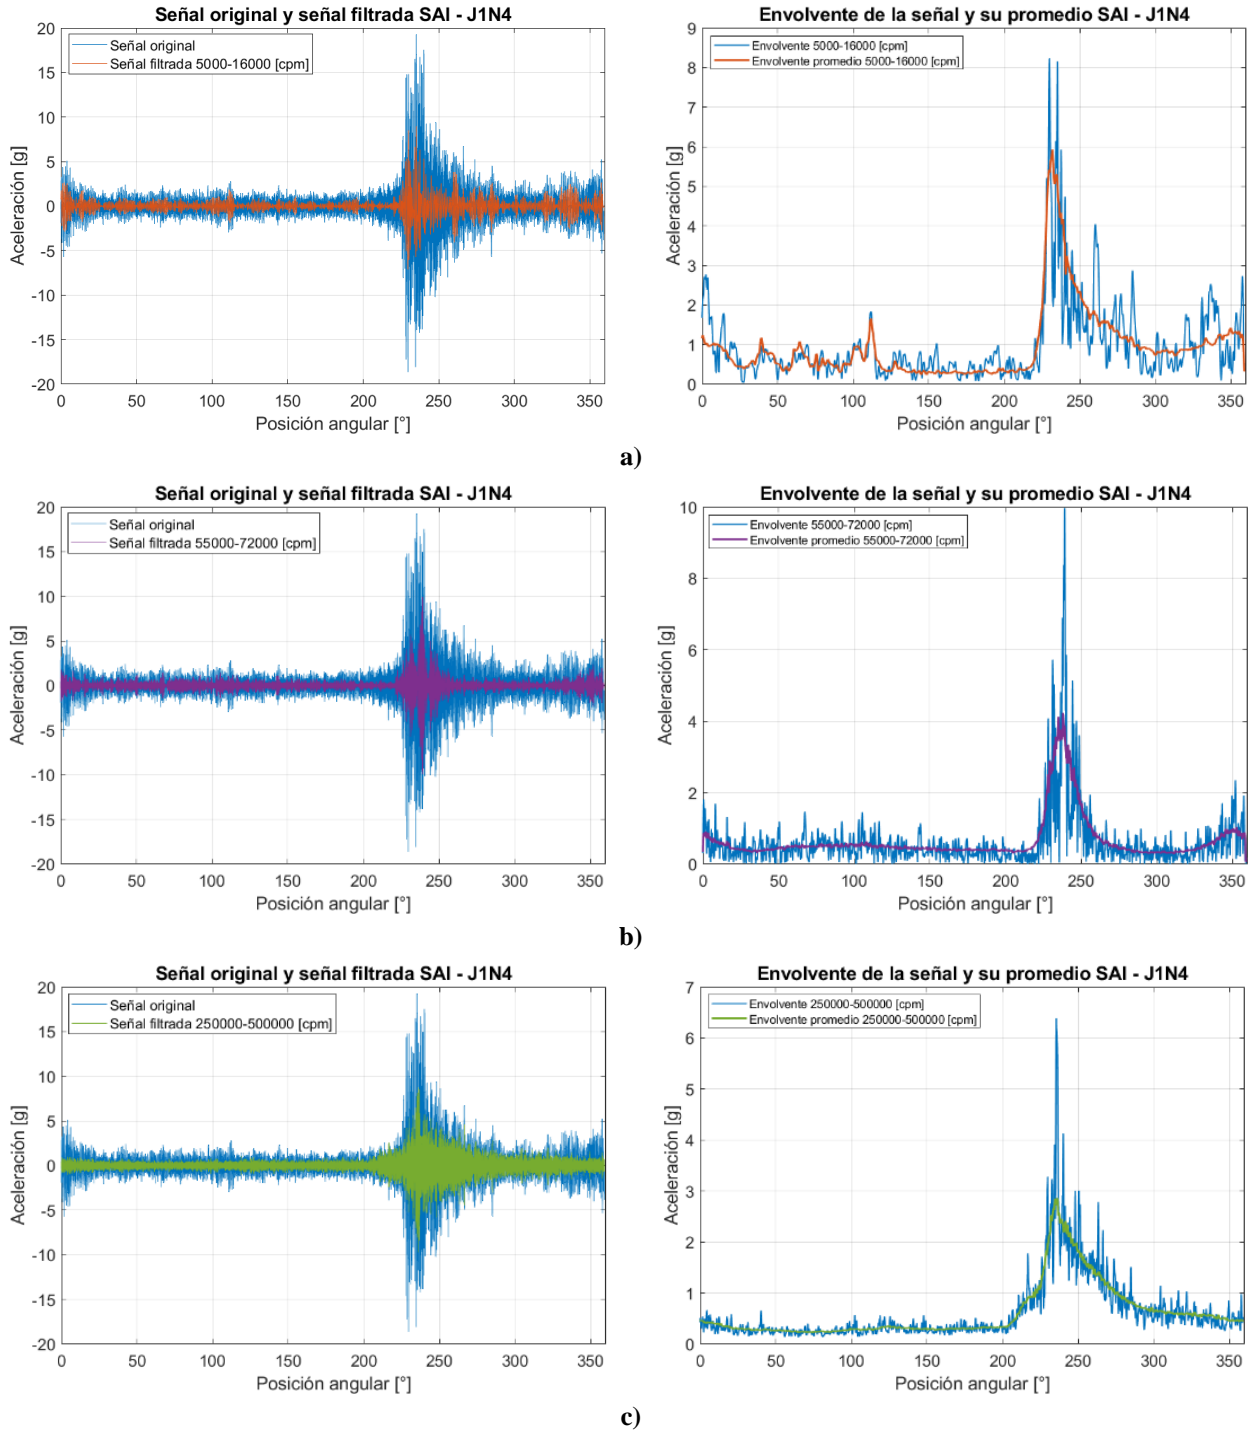 Señal original y señal filtrada SAI - J1N4
Señal original
Señal filtrada 5000-16000 [cpm]
Aceleración [g]
20
15
10
5
0
-5
-10
-15
-20
0 50 100 150 200 250 300 350
Posición angular [°]
Envolvente de la señal y su promedio SAI - J1N4
Envolvente 5000-16000 [cpm]
Envolvente promedio 5000-16000 [cpm]
Aceleración [g]
9
8
7
6
5
4
3
2
1
0
0 50 100 150 200 250 300 350
Posición angular [°]
a)
Señal original y señal filtrada SAI - J1N4
Señal original
Señal filtrada 55000-72000 [cpm]
Aceleración [g]
20
15
10
5
0
-5
-10
-15
-20
0 50 100 150 200 250 300 350
Posición angular [°]
Envolvente de la señal y su promedio SAI - J1N4
Envolvente 55000-72000 [cpm]
Envolvente promedio 55000-72000 [cpm]
Aceleración [g]
10
8
6
4
2
0
0 50 100 150 200 250 300 350
Posición angular [°]
b)
Señal original y señal filtrada SAI - J1N4
Señal original
Señal filtrada 250000-500000 [cpm]
Aceleración [g]
20
15
10
5
0
-5
-10
-15
-20
0 50 100 150 200 250 300 350
Posición angular [°]
Envolvente de la señal y su promedio SAI - J1N4
Envolvente 250000-500000 [cpm]
Envolvente promedio 250000-500000 [cpm]
Aceleración [g]
7
6
5
4
3
2
1
0
0 50 100 150 200 250 300 350
Posición angular [°]
c)